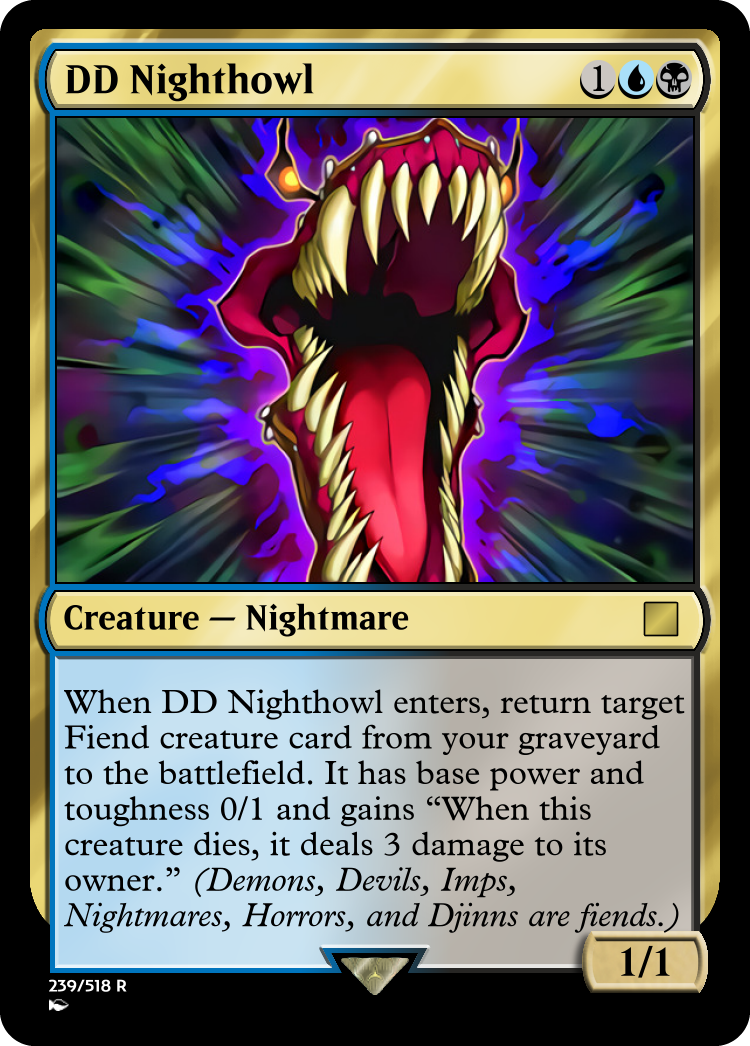 DD Nighthowl 1
Creature — Nightmare
When DD Nighthowl enters, return target
Fiend creature card from your graveyard
to the battlefield. It has base power and
toughness 0/1 and gains “When this
creature dies, it deals 3 damage to its
owner.” (Demons, Devils, Imps,
Nightmares, Horrors, and Djinns are fiends.)
1/1
239/518 R